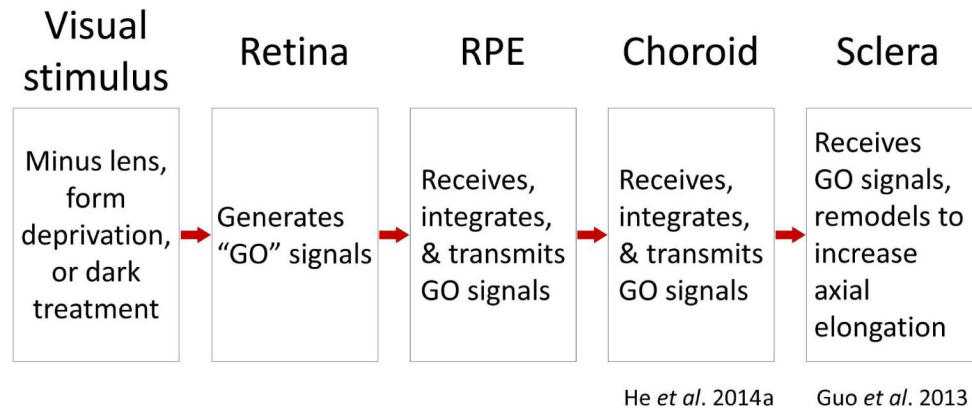 Visual
stimulus
Retina
RPE
Choroid
Sclera
Minus lens,
form
deprivation,
or dark
treatment
Generates
“GO” signals
Receives,
integrates,
& transmits
GO signals
Receives,
integrates,
& transmits
GO signals
Receives
GO signals,
remodels to
increase
axial
elongation
He et al. 2014a
Guo et al. 2013